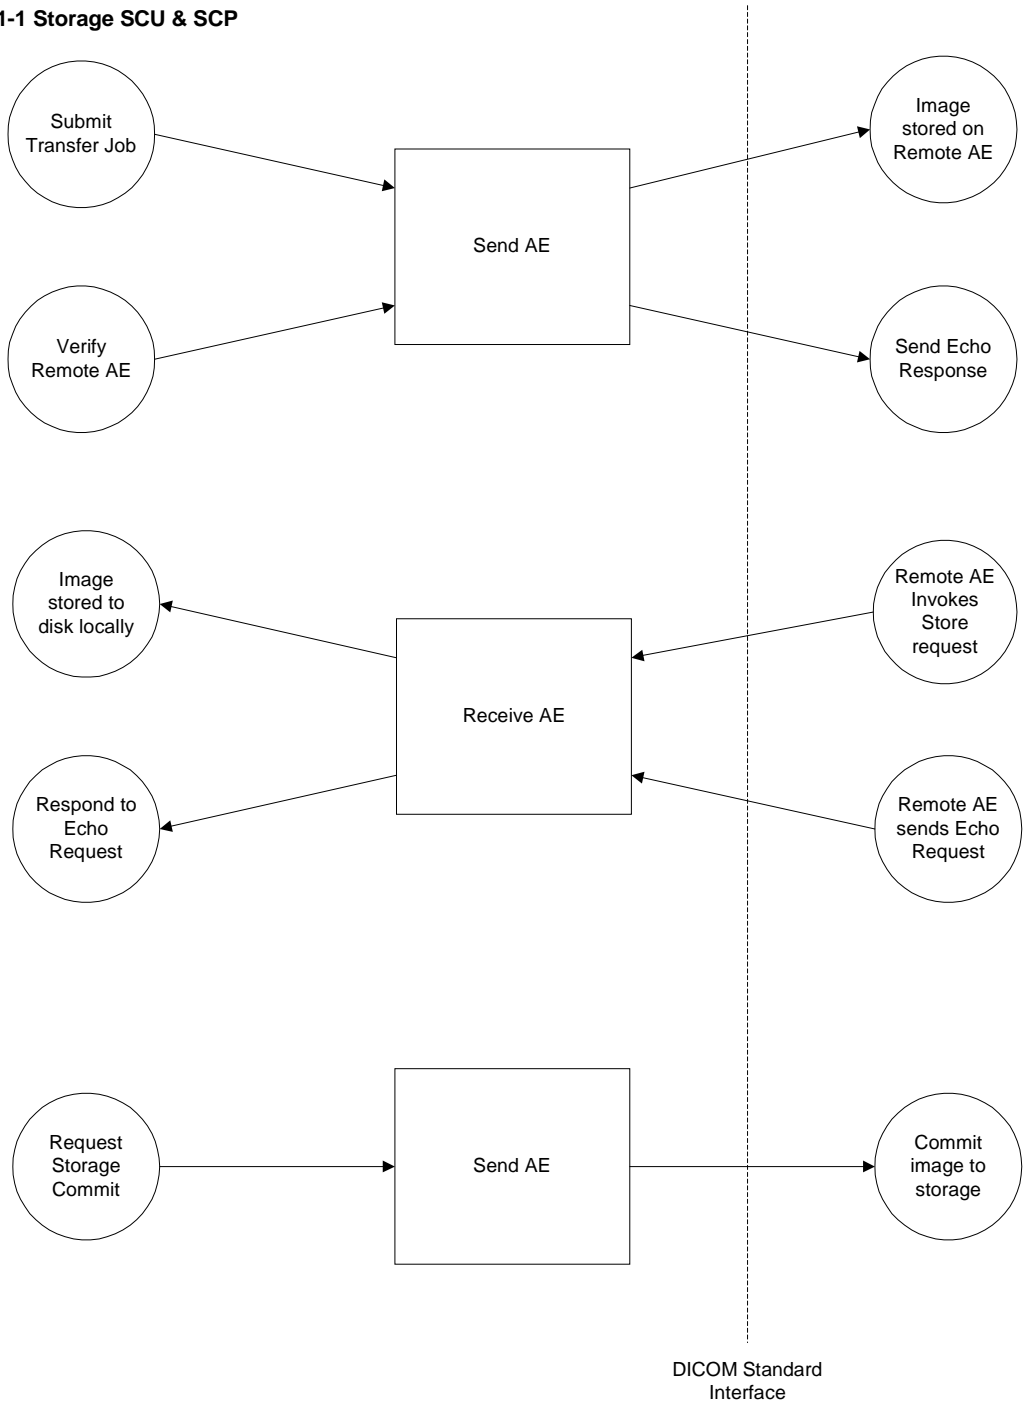 1-1 Storage SCU & SCP
Submit
Transfer Job
Send AE
Image
stored on
Remote AE
Verify
Remote AE
Send Echo
Response
Image
stored to
disk locally
Receive AE
Remote AE
Invokes
Store
request
Respond to
Echo
Request
Remote AE
sends Echo
Request
Request
Storage
Commit
Send AE
Commit
image to
storage
DICOM Standard
Interface